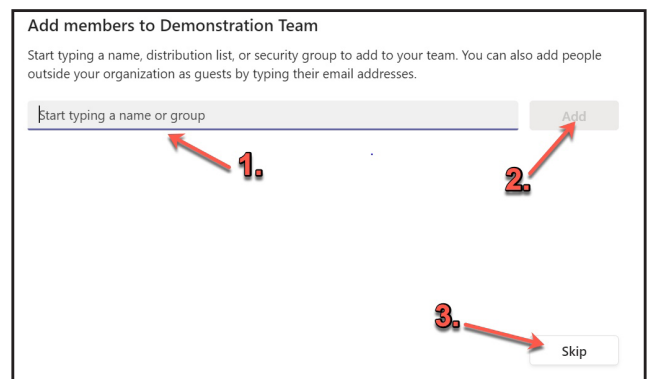 Add members to Demonstration Team
Start typing a name, distribution list, or security group to add to your team. You can also add people
outside your organization as guests by typing their email addresses.
Start typing a name or group
Add
1.
2.
3.
Skip